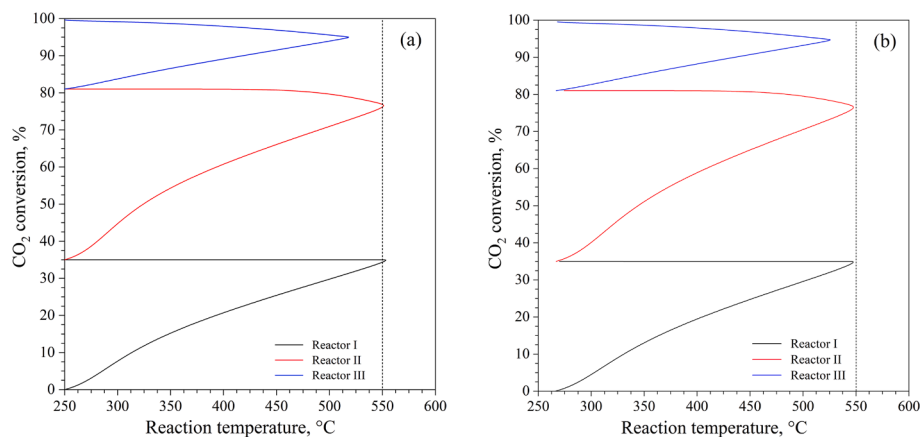 (a)
CO₂ conversion, %
100
90
80
70
60
50
40
30
20
10
0
Reactor I
Reactor II
Reactor III
250 300 350 400 450 500 550 600
Reaction temperature, °C
(b)
CO₂ conversion, %
100
90
80
70
60
50
40
30
20
10
0
Reactor I
Reactor II
Reactor III
250 300 350 400 450 500 550 600
Reaction temperature, °C